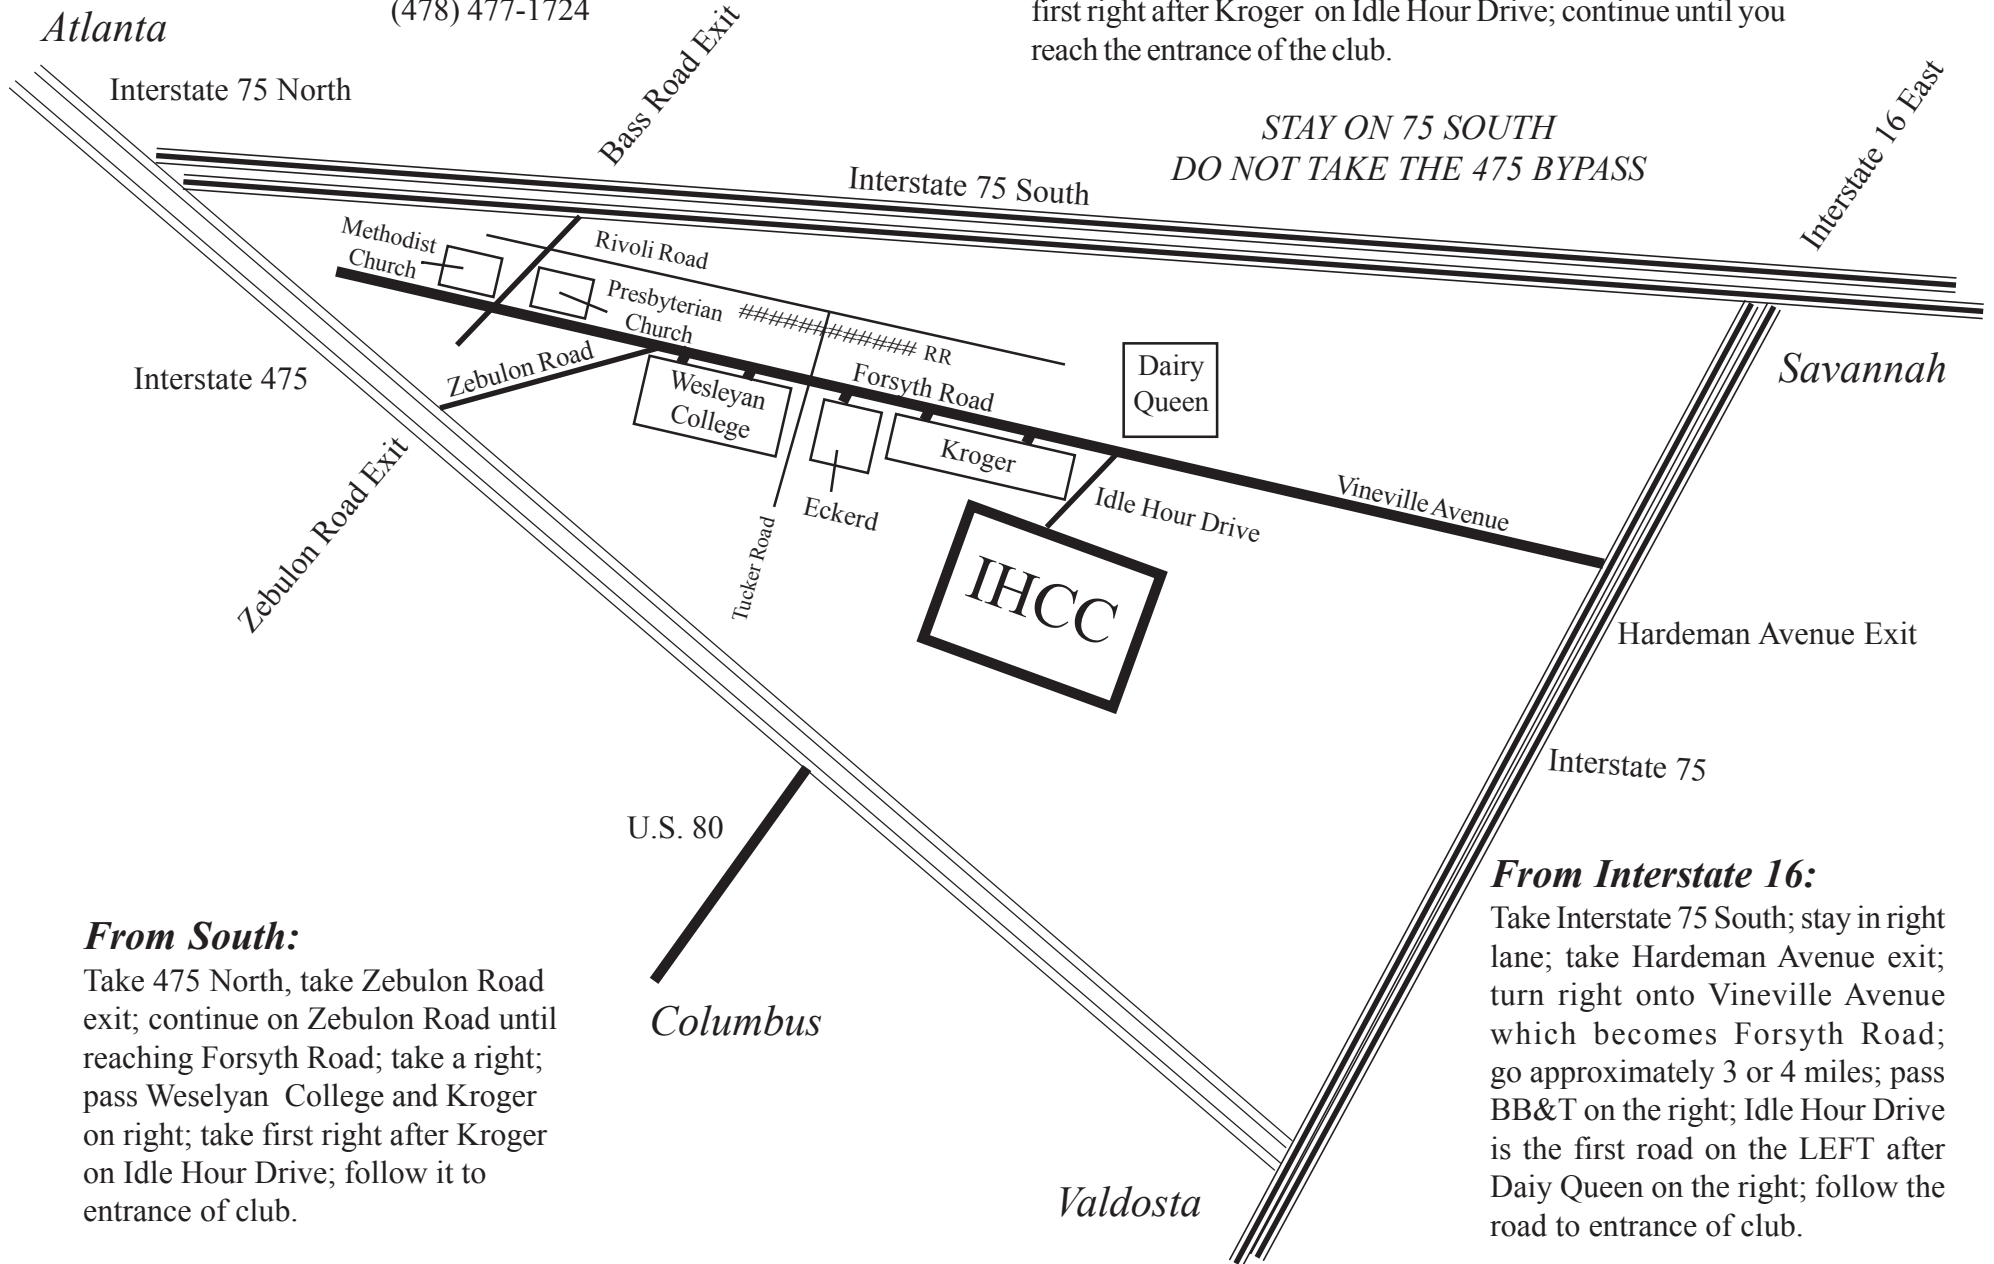 (478) 477-1724
first right after Kroger on Idle Hour Drive; continue until you
reach the entrance of the club.
Atlanta
Interstate 75 North
Bass Road Exit
STAY ON 75 SOUTH
DO NOT TAKE THE 475 BYPASS
Interstate 16 East
Interstate 75 South
Methodist
Church
Rivoli Road
Presbyterian
Church
############ RR
Interstate 475
Zebulon Road
Wesleyan
College
Forsyth Road
Dairy
Queen
Savannah
Kroger
Zebulon Road Exit
Eckerd
Tucker Road
Idle Hour Drive
Vineville Avenue
IHCC
Hardeman Avenue Exit
Interstate 75
U.S. 80
Columbus
Valdosta
From South:
Take 475 North, take Zebulon Road
exit; continue on Zebulon Road until
reaching Forsyth Road; take a right;
pass Weselyan College and Kroger
on right; take first right after Kroger
on Idle Hour Drive; follow it to
entrance of club.
From Interstate 16:
Take Interstate 75 South; stay in right
lane; take Hardeman Avenue exit;
turn right onto Vineville Avenue
which becomes Forsyth Road;
go approximately 3 or 4 miles; pass
BB&T on the right; Idle Hour Drive
is the first road on the LEFT after
Daiy Queen on the right; follow the
road to entrance of club.